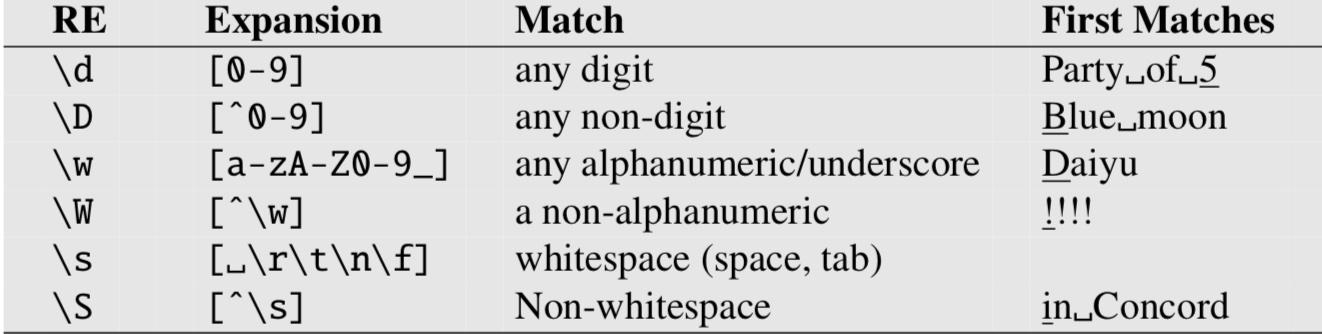 RE Expansion Match First Matches
\d [0-9] any digit Party␣of␣5
\D [^0-9] any non-digit Blue␣moon
\w [a-zA-Z0-9_] any alphanumeric/underscore Daiyu
\W [^\w] a non-alphanumeric !!!!
\s [␣\r\t\n\f] whitespace (space, tab)
\S [^\s] Non-whitespace in␣Concord